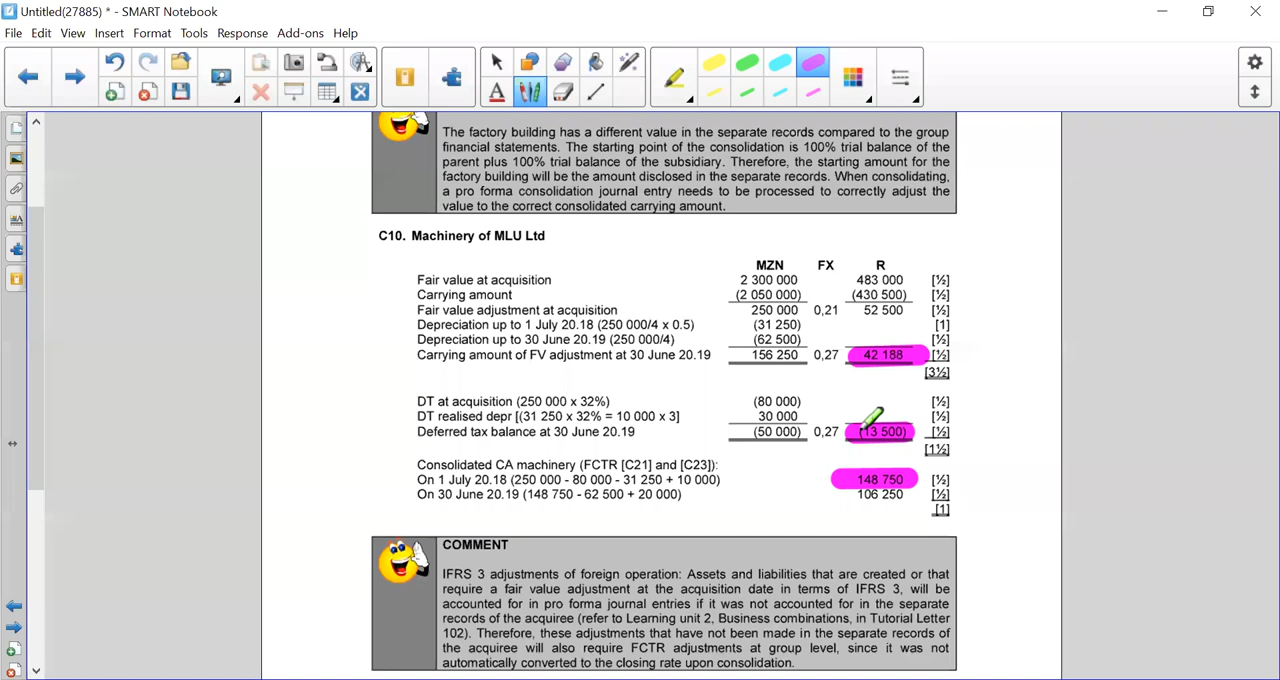 Untitled(27885) * - SMART Notebook
File Edit View Insert Format Tools Response Add-ons Help
The factory building has a different value in the separate records compared to the group
financial statements. The starting point of the consolidation is 100% trial balance of the
parent plus 100% trial balance of the subsidiary. Therefore, the starting amount for the
factory building will be the amount disclosed in the separate records. When consolidating,
a pro forma consolidation journal entry needs to be processed to correctly adjust the
value to the correct consolidated carrying amount.
C10. Machinery of MLU Ltd
MZN FX R
Fair value at acquisition 2 300 000 483 000 [½]
Carrying amount (2 050 000) (430 500) [½]
Fair value adjustment at acquisition 250 000 0,21 52 500 [½]
Depreciation up to 1 July 20.18 (250 000/4 x 0.5) (31 250) [1]
Depreciation up to 30 June 20.19 (250 000/4) (62 500) [½]
Carrying amount of FV adjustment at 30 June 20.19 156 250 0,27 42 188 [½]
[3½]
DT at acquisition (250 000 x 32%) (80 000) [½]
DT realised depr [(31 250 x 32% = 10 000 x 3] 30 000 [½]
Deferred tax balance at 30 June 20.19 (50 000) 0,27 (13 500) [½]
[1½]
Consolidated CA machinery (FCTR [C21] and [C23]):
On 1 July 20.18 (250 000 - 80 000 - 31 250 + 10 000) 148 750 [½]
On 30 June 20.19 (148 750 - 62 500 + 20 000) 106 250 [½]
[1]
COMMENT
IFRS 3 adjustments of foreign operation: Assets and liabilities that are created or that
require a fair value adjustment at the acquisition date in terms of IFRS 3, will be
accounted for in pro forma journal entries if it was not accounted for in the separate
records of the acquiree (refer to Learning unit 2, Business combinations, in Tutorial Letter
102). Therefore, these adjustments that have not been made in the separate records of
the acquiree will also require FCTR adjustments at group level, since it was not
automatically converted to the closing rate upon consolidation.